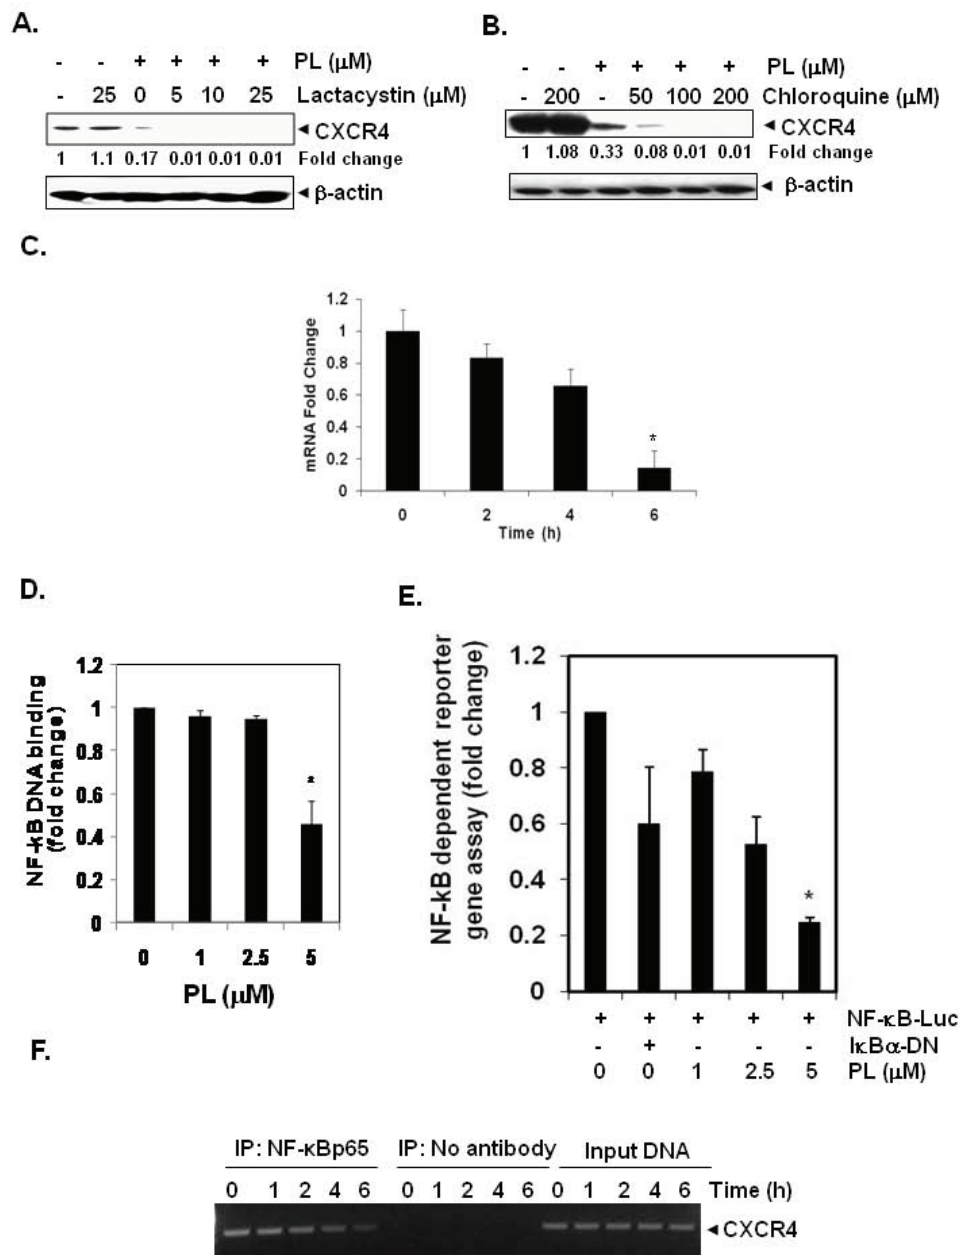 A.
- - + + + + PL (μM)
- 25 0 5 10 25 Lactacystin (μM)
◄ CXCR4
1 1.1 0.17 0.01 0.01 0.01 Fold change
◄ β-actin
B.
- - + + + + PL (μM)
- 200 - 50 100 200 Chloroquine (μM)
◄ CXCR4
1 1.08 0.33 0.08 0.01 0.01 Fold change
◄ β-actin
C.
mRNA Fold Change
1.2
1
0.8
0.6
0.4
0.2
0
*
0 2 4 6
Time (h)
D.
NF-kB DNA binding
(fold change)
1.2
1
0.8
0.6
0.4
0.2
0
*
0 1 2.5 5
PL (μM)
E.
NF-kB dependent reporter
gene assay (fold change)
1.2
1
0.8
0.6
0.4
0.2
0
*
+ + + + + NF-κB-Luc
- + - - - IκBα-DN
0 0 1 2.5 5 PL (μM)
F.
IP: NF-κBp65 IP: No antibody Input DNA
0 1 2 4 6 0 1 2 4 6 0 1 2 4 6 Time (h)
◄CXCR4